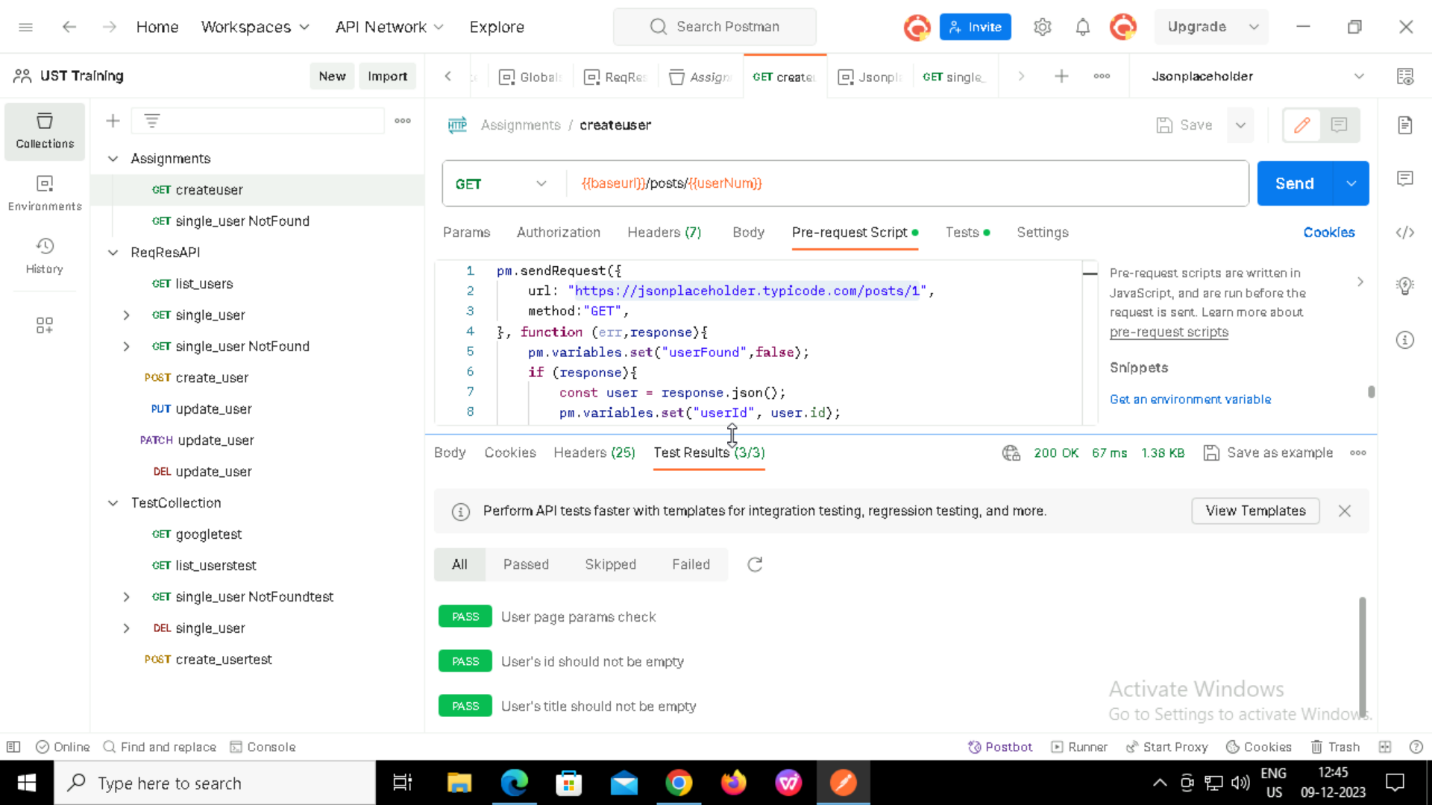 Home
Workspaces
API Network
Explore
Search Postman
Invite
Upgrade
UST Training
New
Import
Globals
ReqRes
Assign
GET create
Jsonpl
GET single_
Jsonplaceholder
Collections
Environments
History
Assignments
GET createuser
GET single_user NotFound
ReqResAPI
GET list_users
GET single_user
GET single_user NotFound
POST create_user
PUT update_user
PATCH update_user
DEL update_user
TestCollection
GET googletest
GET list_userstest
GET single_user NotFoundtest
DEL single_user
POST create_usertest
HTTP
Assignments / createuser
Save
GET
{{baseurl}}/posts/{{userNum}}
Send
Params
Authorization
Headers (7)
Body
Pre-request Script
Tests
Settings
Cookies
1 pm.sendRequest({
2 url: "https://jsonplaceholder.typicode.com/posts/1",
3 method:"GET",
4 }, function (err,response){
5 pm.variables.set("userFound",false);
6 if (response){
7 const user = response.json();
8 pm.variables.set("userId", user.id);
Pre-request scripts are written in
JavaScript, and are run before the
request is sent. Learn more about
pre-request scripts
Snippets
Get an environment variable
Body
Cookies
Headers (25)
Test Results (3/3)
200 OK
67 ms
1.38 KB
Save as example
Perform API tests faster with templates for integration testing, regression testing, and more.
View Templates
All
Passed
Skipped
Failed
PASS User page params check
PASS User's id should not be empty
PASS User's title should not be empty
Activate Windows
Go to Settings to activate Windows.
Online
Find and replace
Console
Postbot
Runner
Start Proxy
Cookies
Trash
Type here to search
ENG
US
12:45
09-12-2023